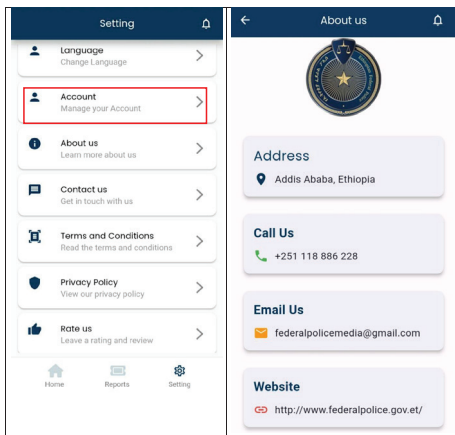 Setting
Language
Change Language
Account
Manage your Account
About us
Learn more about us
Contact us
Get in touch with us
Terms and Conditions
Read the terms and conditions
Privacy Policy
View our privacy policy
Rate us
Leave a rating and review
Home
Reports
Setting
About us
Address
Addis Ababa, Ethiopia
Call Us
+251 118 886 228
Email Us
federalpolicemedia@gmail.com
Website
http://www.federalpolice.gov.et/